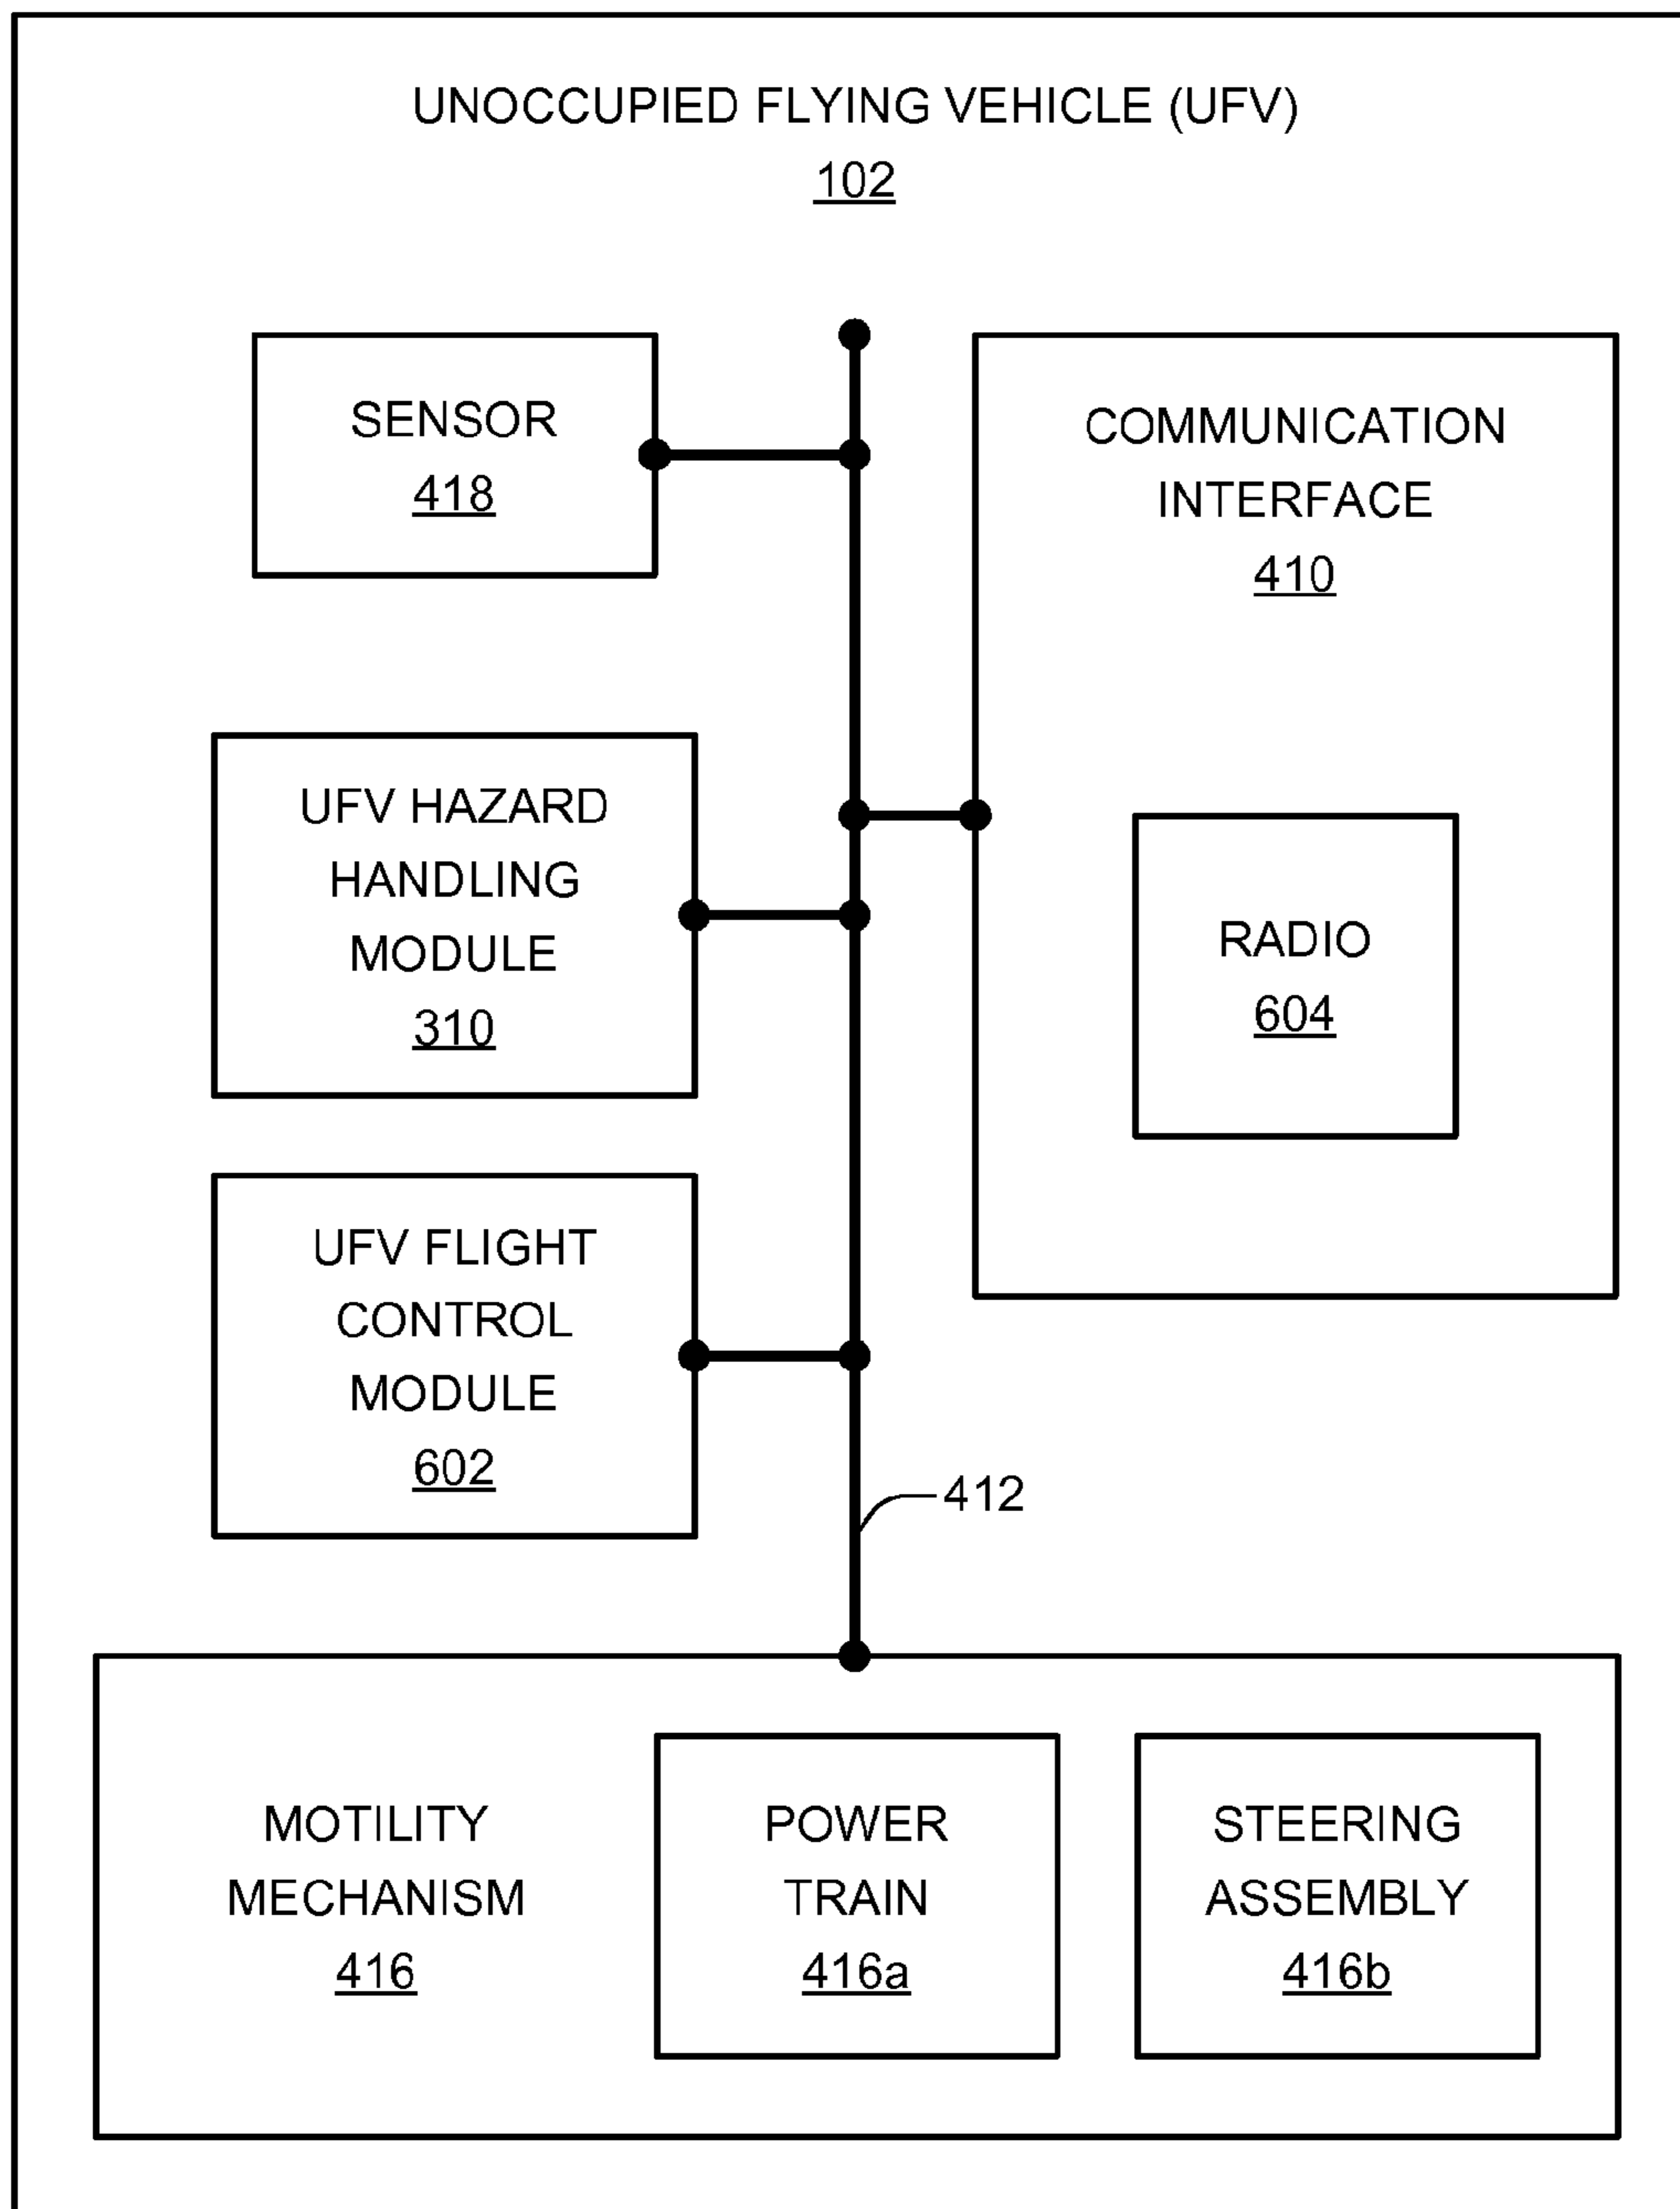 UNOCCUPIED FLYING VEHICLE (UFV)
102
SENSOR
418
COMMUNICATION
INTERFACE
410
UFV HAZARD
HANDLING
MODULE
310
RADIO
604
UFV FLIGHT
CONTROL
MODULE
602
412
MOTILITY
MECHANISM
416
POWER
TRAIN
416a
STEERING
ASSEMBLY
416b